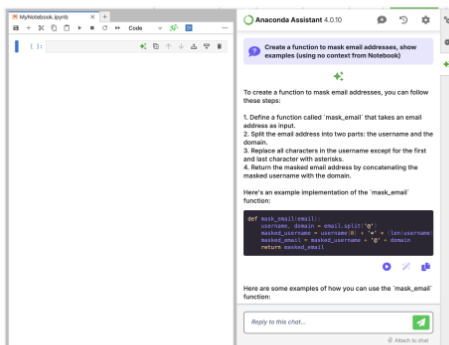 MyNotebook.ipynb
Code
[ ]:
Anaconda Assistant 4.0.10
Create a function to mask email addresses, show
examples (using no context from Notebook)
To create a function to mask email addresses, you can follow
these steps:
1. Define a function called `mask_email` that takes an email
address as input.
2. Split the email address into two parts: the username and the
domain.
3. Replace all characters in the username except for the first
and last character with asterisks.
4. Return the masked email address by concatenating the
masked username with the domain.
Here's an example implementation of the `mask_email`
function:
def mask_email(email):
username, domain = email.split("@")
masked_username = username[0] + "*" * (len(username)
masked_email = masked_username + "@" + domain
return masked_email
Here are some examples of how you can use the `mask_email`
function:
Reply to this chat...
Attach to chat